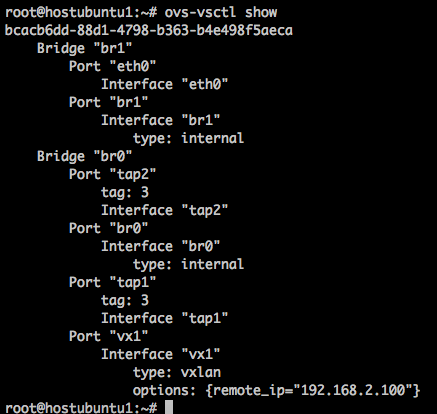 root@hostubuntu1:~# ovs-vsctl show
bcacb6dd-88d1-4798-b363-b4e498f5aeca
    Bridge "br1"
        Port "eth0"
            Interface "eth0"
        Port "br1"
            Interface "br1"
                type: internal
    Bridge "br0"
        Port "tap2"
            tag: 3
            Interface "tap2"
        Port "br0"
            Interface "br0"
                type: internal
        Port "tap1"
            tag: 3
            Interface "tap1"
        Port "vx1"
            Interface "vx1"
                type: vxlan
                options: {remote_ip="192.168.2.100"}
root@hostubuntu1:~#